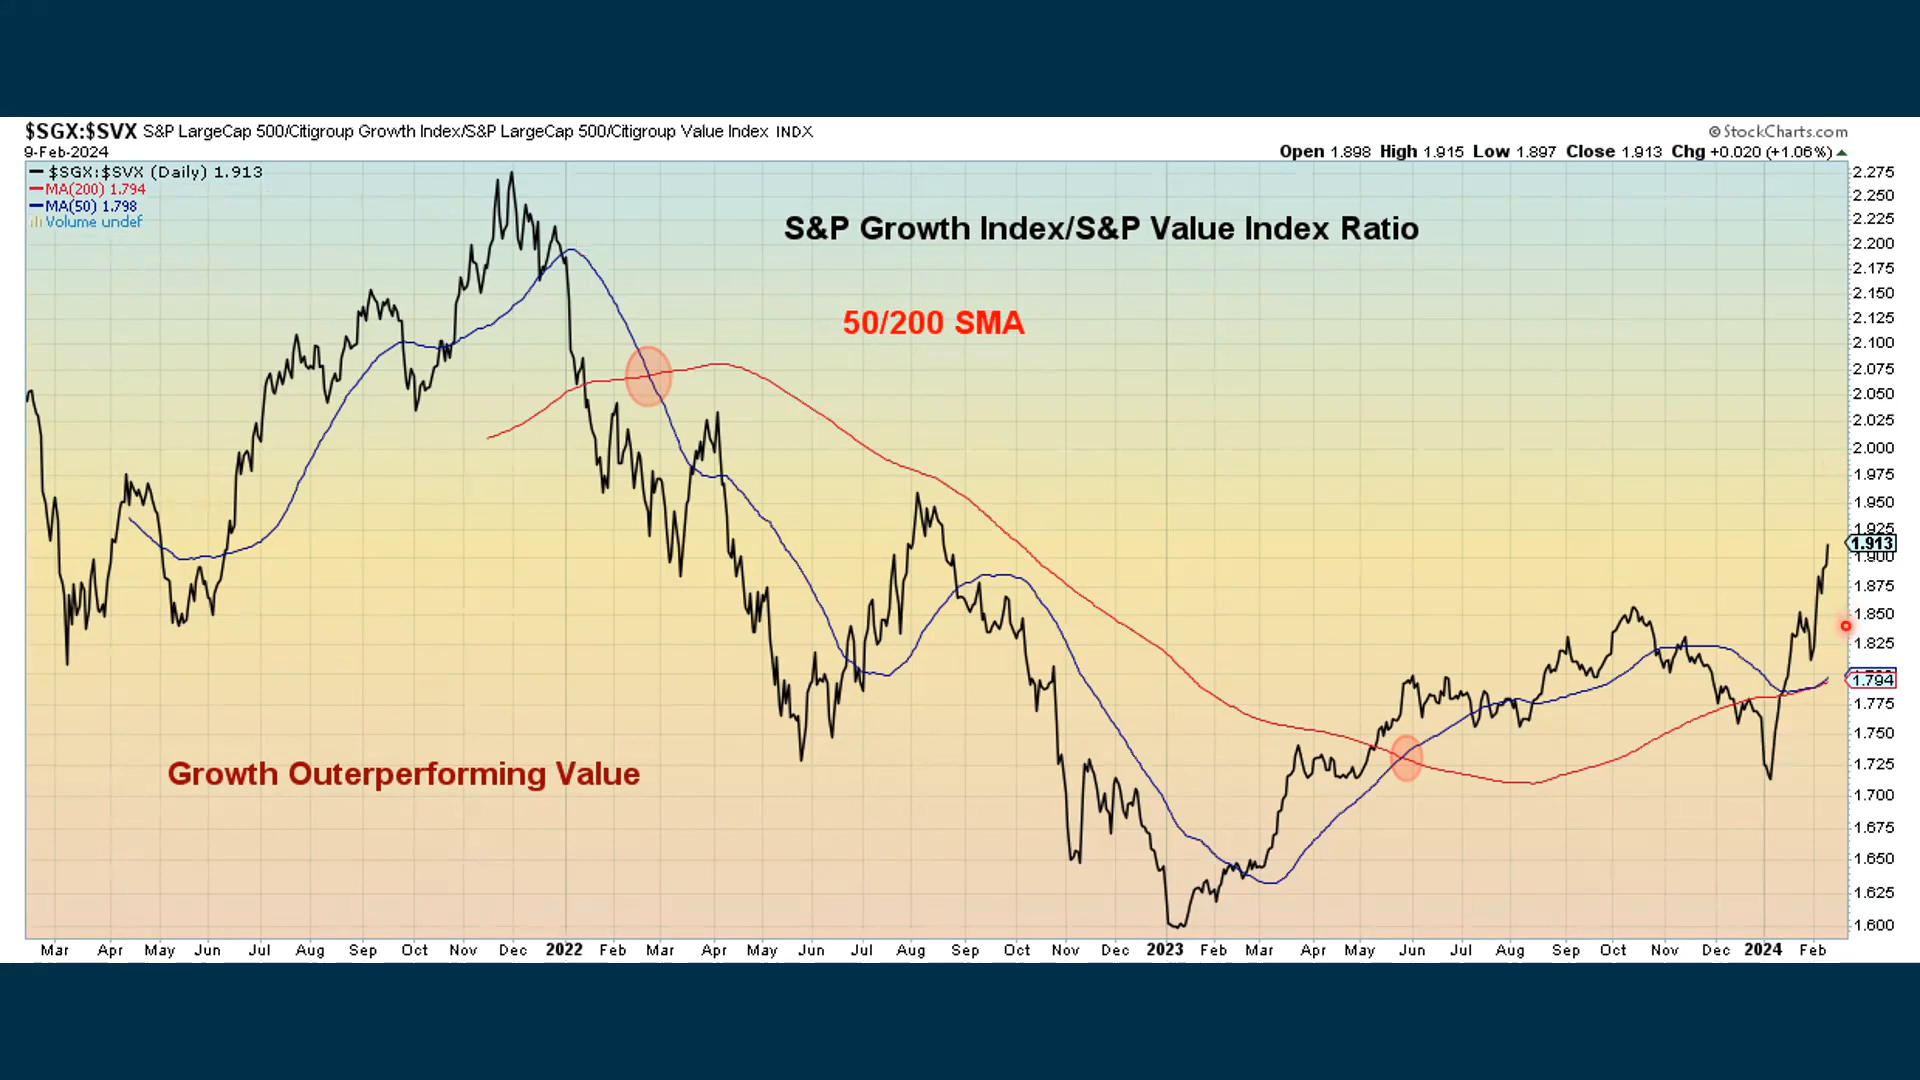 $SGX:$SVX S&P LargeCap 500/Citigroup Growth Index/S&P LargeCap 500/Citigroup Value Index INDX
© StockCharts.com
9-Feb-2024
Open 1.898 High 1.915 Low 1.897 Close 1.913 Chg +0.020 (+1.06%)
$SGX:$SVX (Daily) 1.913
MA(200) 1.794
MA(50) 1.798
Volume undef
S&P Growth Index/S&P Value Index Ratio
50/200 SMA
Growth Outerperforming Value
2.275
2.250
2.225
2.200
2.175
2.150
2.125
2.100
2.075
2.050
2.025
2.000
1.975
1.950
1.925
1.913
1.900
1.875
1.850
1.825
1.794
1.775
1.750
1.725
1.700
1.675
1.650
1.625
1.600
Mar Apr May Jun Jul Aug Sep Oct Nov Dec 2022 Feb Mar Apr May Jun Jul Aug Sep Oct Nov Dec 2023 Feb Mar Apr May Jun Jul Aug Sep Oct Nov Dec 2024 Feb